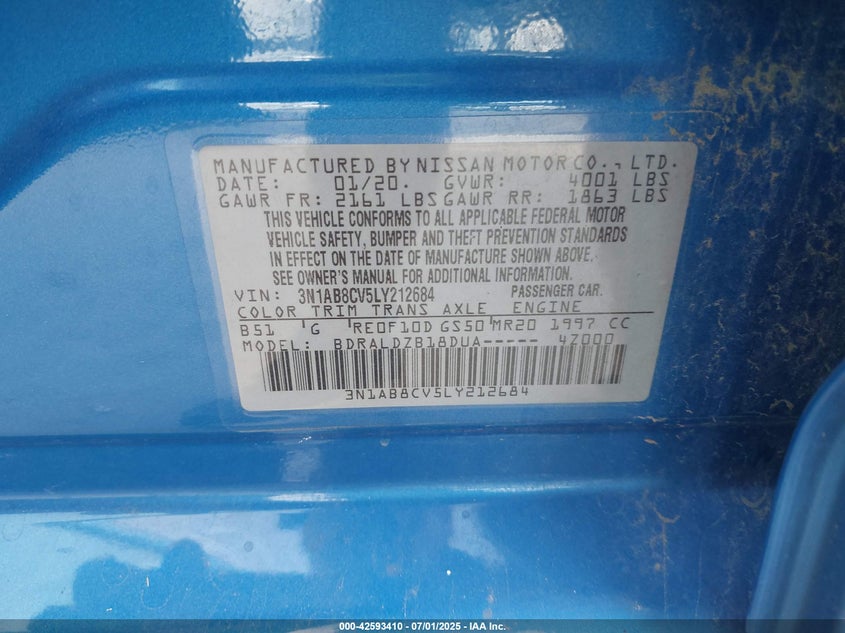 MANUFACTURED BY NISSAN MOTOR CO., LTD.
DATE: 01/20. GVWR: 4001 LBS
GAWR FR: 2161 LBS GAWR RR: 1863 LBS
THIS VEHICLE CONFORMS TO ALL APPLICABLE FEDERAL MOTOR
VEHICLE SAFETY, BUMPER AND THEFT PREVENTION STANDARDS
IN EFFECT ON THE DATE OF MANUFACTURE SHOWN ABOVE.
SEE OWNER'S MANUAL FOR ADDITIONAL INFORMATION.
VIN: 3N1AB8CV5LY212684 PASSENGER CAR.
COLOR TRIM TRANS AXLE ENGINE
B51 G RE0F10D GS50 MR20 1997 CC
MODEL: BDRALDZB18DUA----- 4Z000
3N1AB8CV5LY212684
000-42593410 - 07/01/2025 - IAA Inc.